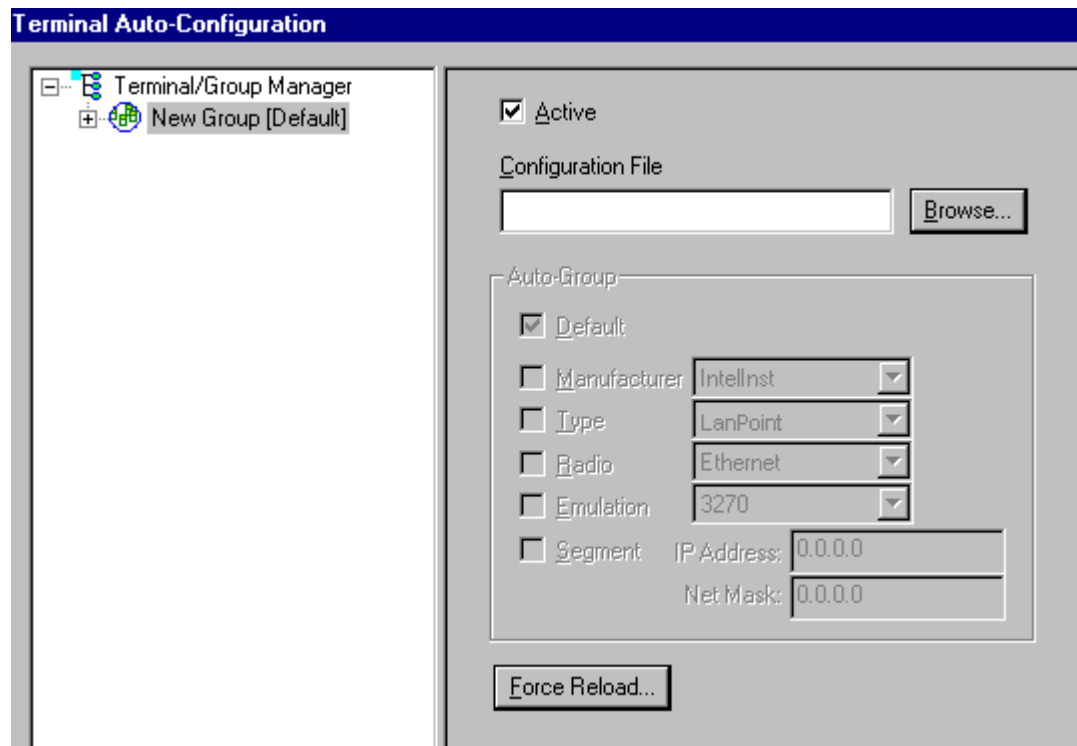 Terminal Auto-Configuration
Terminal/Group Manager
New Group [Default]
Active
Configuration File
Browse...
Auto-Group
Default
Manufacturer IntelInst
Type LanPoint
Radio Ethernet
Emulation 3270
Segment IP Address: 0.0.0.0
Net Mask: 0.0.0.0
Force Reload...